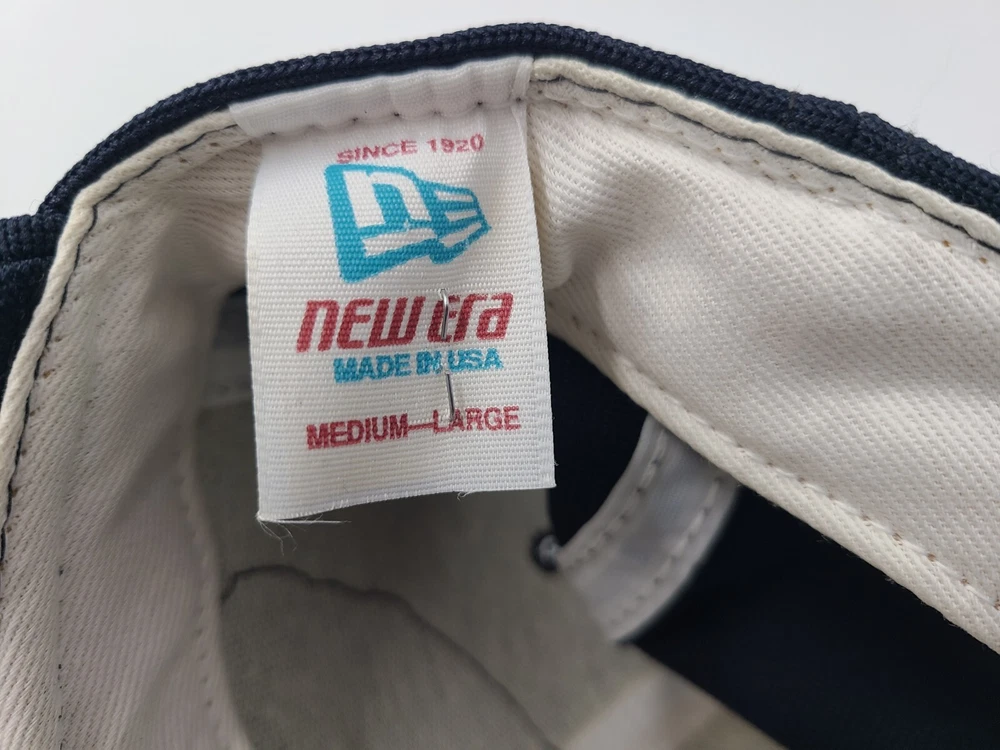 SINCE 1920
new era
MADE IN USA
MEDIUM—LARGE